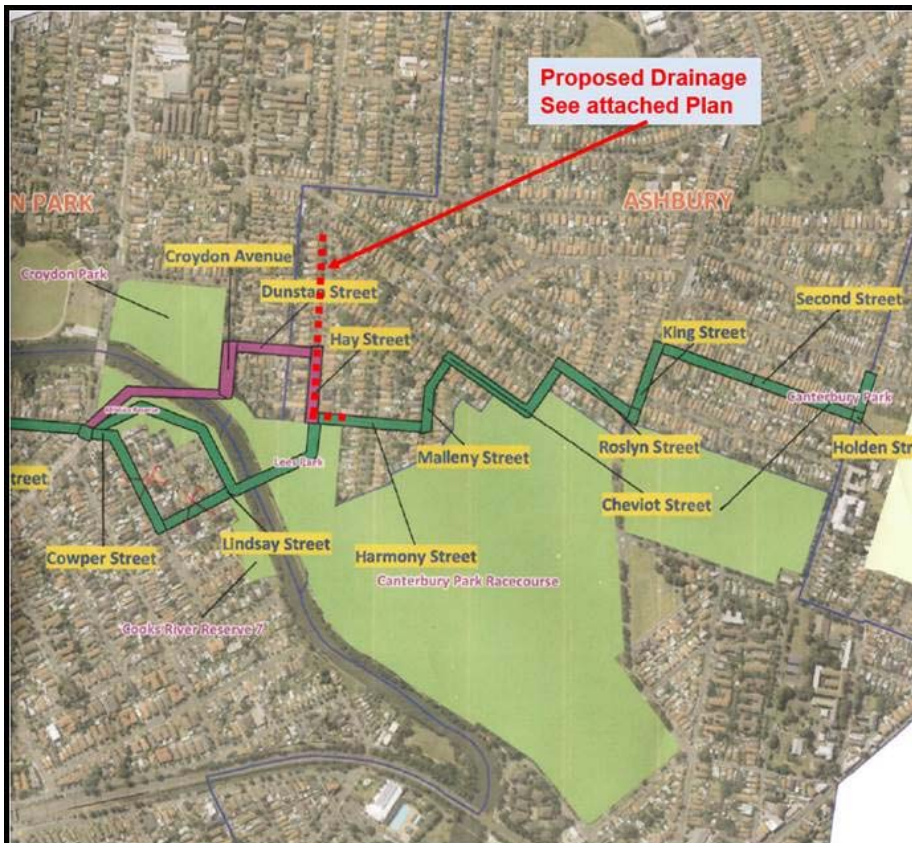 Proposed Drainage
See attached Plan
N PARK
ASHBURY
Croydon Avenue
Croydon Park
Dunstan Street
Second Street
Hay Street
King Street
Canterbury Park
Lees Park
Malleny Street
Roslyn Street
Holden Str
Street
Cheviot Street
Cowper Street
Lindsay Street
Harmony Street
Canterbury Park Racecourse
'Cooks River Reserve 7'